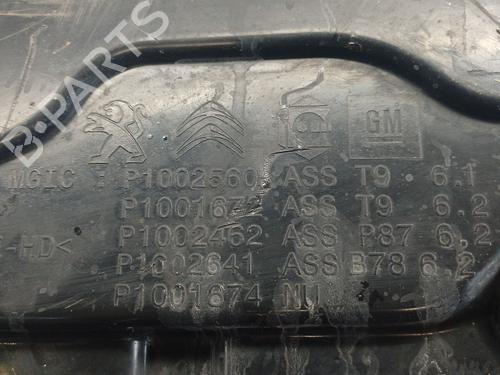 B-PARTS
GM
MGIC P1002560 ASS T9 6.1
P1001672 ASS T9 6.2
-HD< P1002462 ASS P87 6.2
P1002641 ASS B78 6.2
P1001674 NU